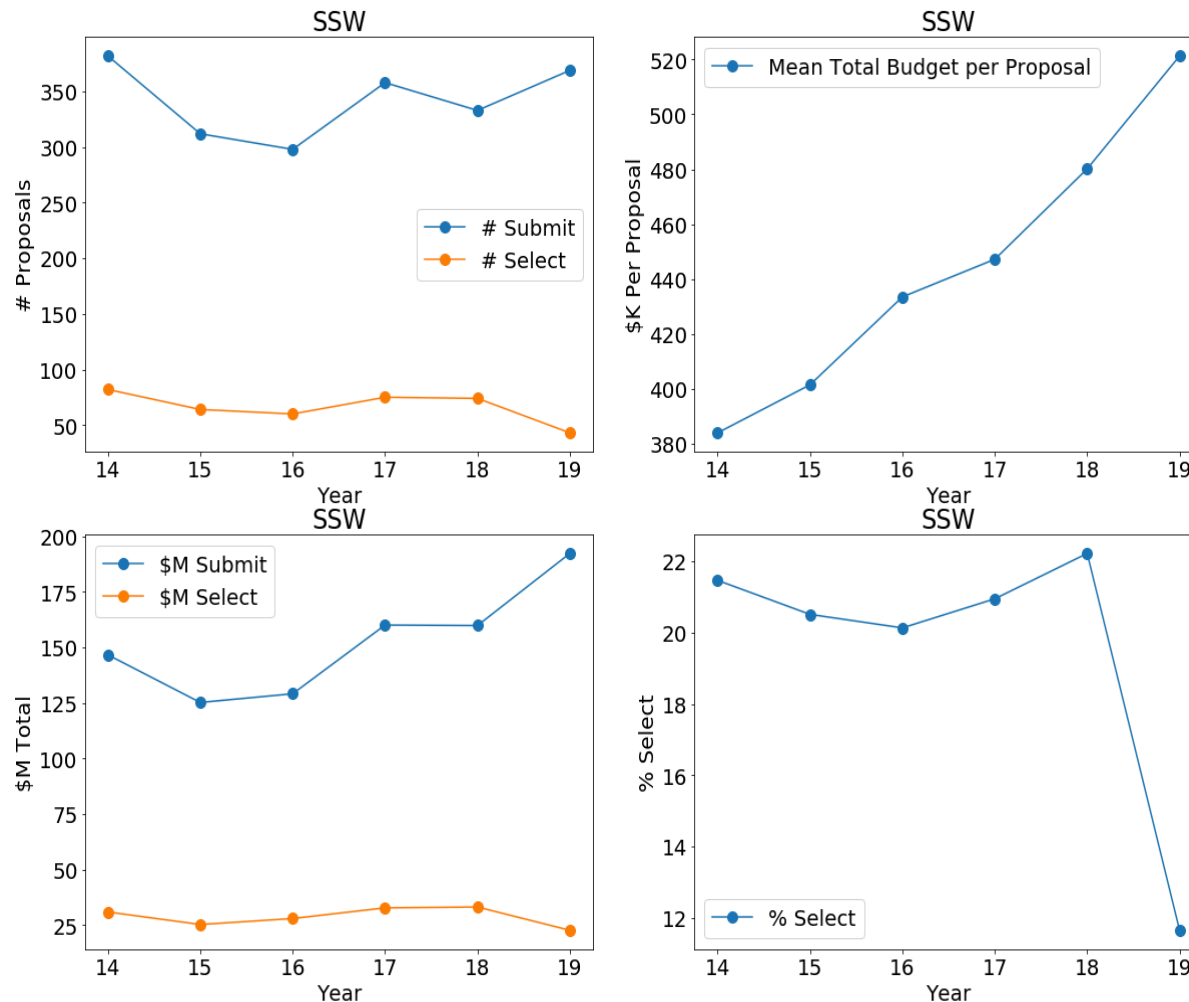 SSW
350
300
250
200
150
100
50
# Proposals
# Submit
# Select
14 15 16 17 18 19
Year
SSW
520
500
480
460
440
420
400
380
$K Per Proposal
Mean Total Budget per Proposal
14 15 16 17 18 19
Year
SSW
200
175
150
125
100
75
50
25
$M Total
$M Submit
$M Select
14 15 16 17 18 19
Year
SSW
22
20
18
16
14
12
% Select
% Select
14 15 16 17 18 19
Year